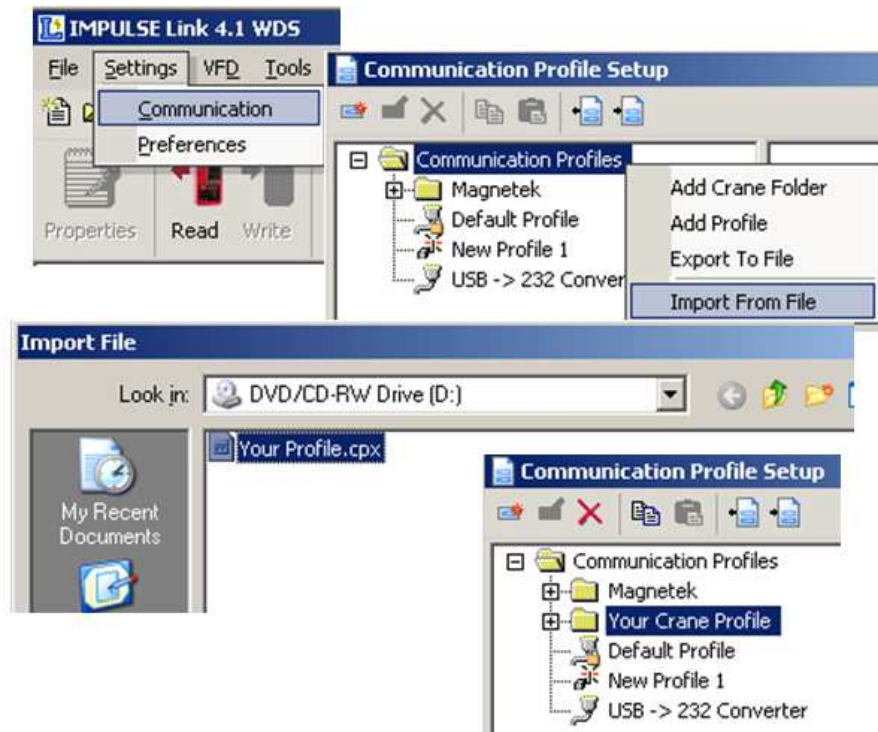 IMPULSE Link 4.1 WDS
File Settings VFD Tools
Communication
Preferences
Properties Read Write
Communication Profile Setup
Communication Profiles
Magnetek
Default Profile
New Profile 1
USB -> 232 Conver
Add Crane Folder
Add Profile
Export To File
Import From File
Import File
Look in: DVD/CD-RW Drive (D:)
My Recent
Documents
Your Profile.cpx
Communication Profile Setup
Communication Profiles
Magnetek
Your Crane Profile
Default Profile
New Profile 1
USB -> 232 Converter